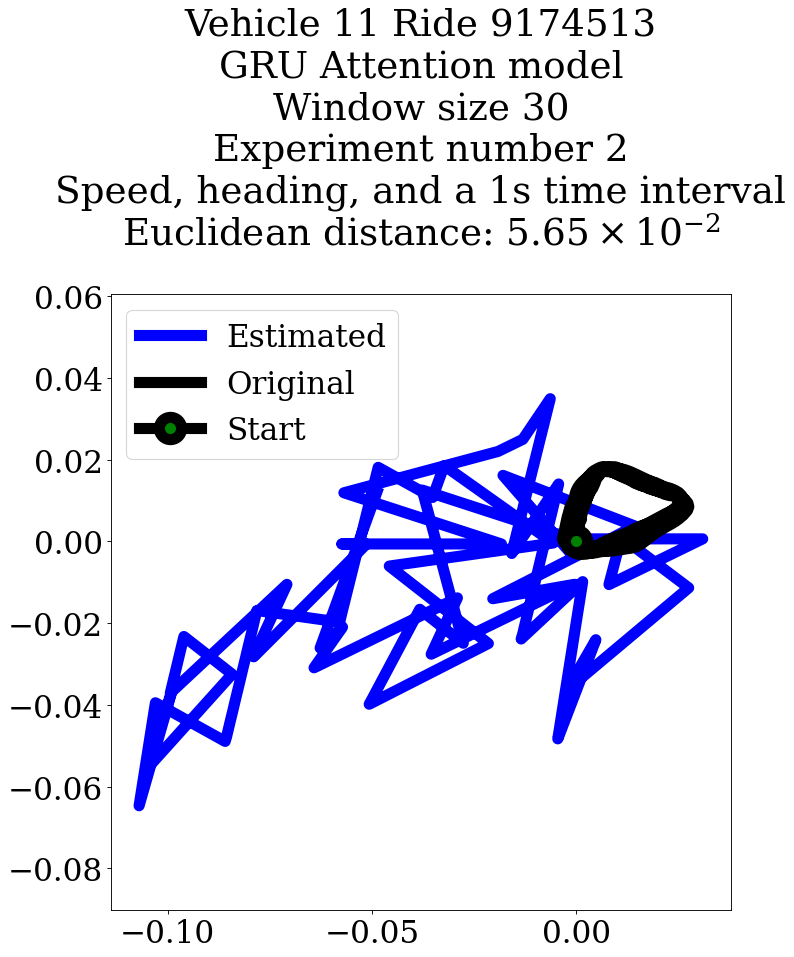 Vehicle 11 Ride 9174513
GRU Attention model
Window size 30
Experiment number 2
Speed, heading, and a 1s time interval
Euclidean distance: 5.65 × 10⁻²
0.06
Estimated
0.04
Original
Start
0.02
0.00
−0.02
−0.04
−0.06
−0.08
−0.10
−0.05
0.00